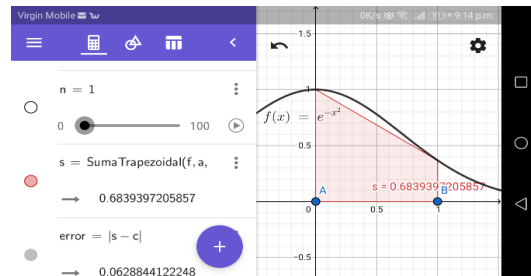 Virgin Mobile
0K/s 9:14 p.m.
n = 1
0 100
s = SumaTrapezoidal(f, a,
→ 0.6839397205857
error = |s − c|
→ 0.0628844122248
+
1.5
1
f(x) = e^{-x^2}
0.5
s = 0.6839397205857
A
B
0
0.5
1
−0.5